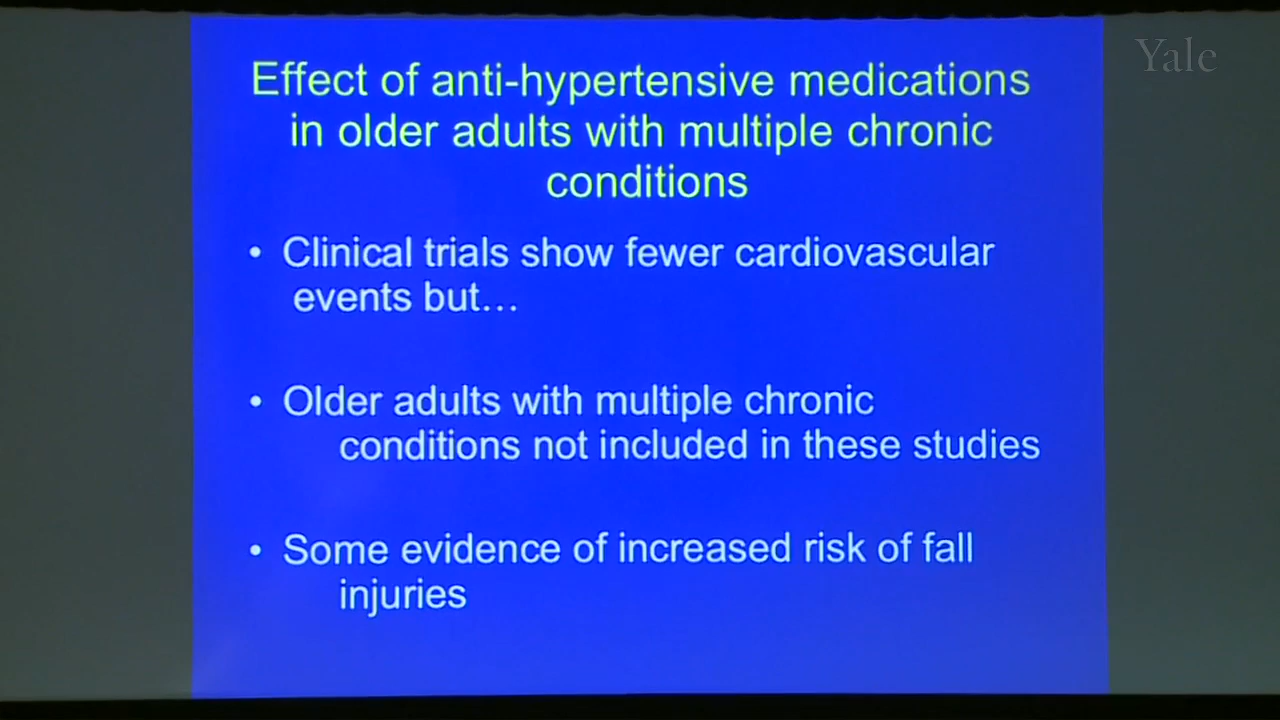 Yale
Effect of anti-hypertensive medications
in older adults with multiple chronic
conditions
• Clinical trials show fewer cardiovascular
events but…
• Older adults with multiple chronic
conditions not included in these studies
• Some evidence of increased risk of fall
injuries